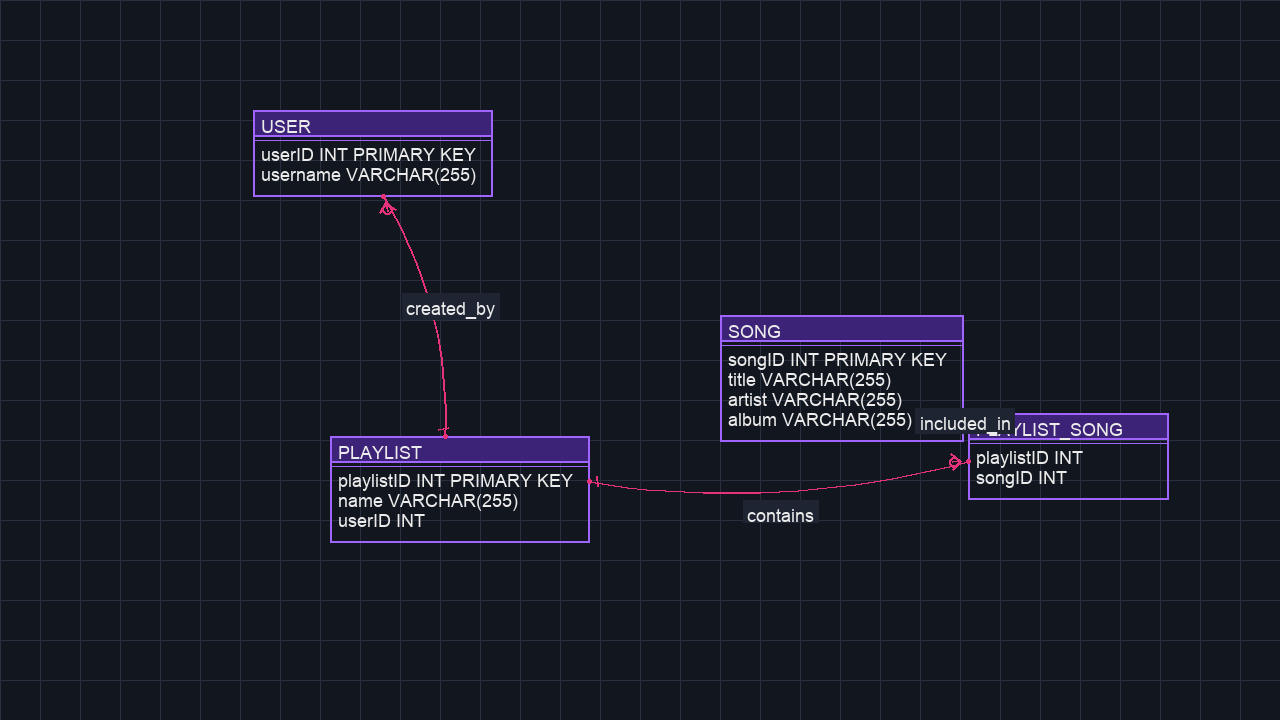 USER
userID INT PRIMARY KEY
username VARCHAR(255)
created_by
SONG
songID INT PRIMARY KEY
title VARCHAR(255)
artist VARCHAR(255)
album VARCHAR(255)
included_in
PLAYLIST_SONG
playlistID INT
songID INT
PLAYLIST
playlistID INT PRIMARY KEY
name VARCHAR(255)
userID INT
contains